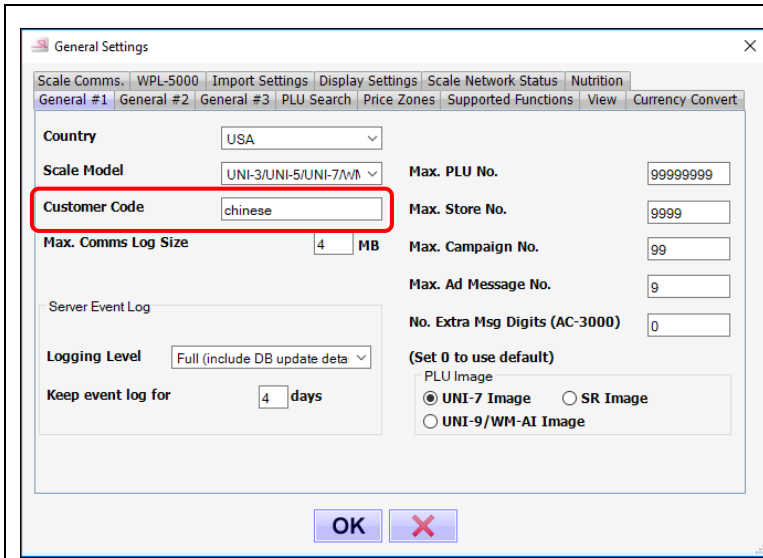 General Settings
Scale Comms. WPL-5000 Import Settings Display Settings Scale Network Status Nutrition
General #1 General #2 General #3 PLU Search Price Zones Supported Functions View Currency Convert
Country USA
Scale Model UNI-3/UNI-5/UNI-7/WM
Customer Code chinese
Max. Comms Log Size 4 MB
Server Event Log
Logging Level Full (include DB update deta
Keep event log for 4 days
Max. PLU No. 99999999
Max. Store No. 9999
Max. Campaign No. 99
Max. Ad Message No. 9
No. Extra Msg Digits (AC-3000) 0
(Set 0 to use default)
PLU Image
UNI-7 Image SR Image
UNI-9/WM-AI Image
OK